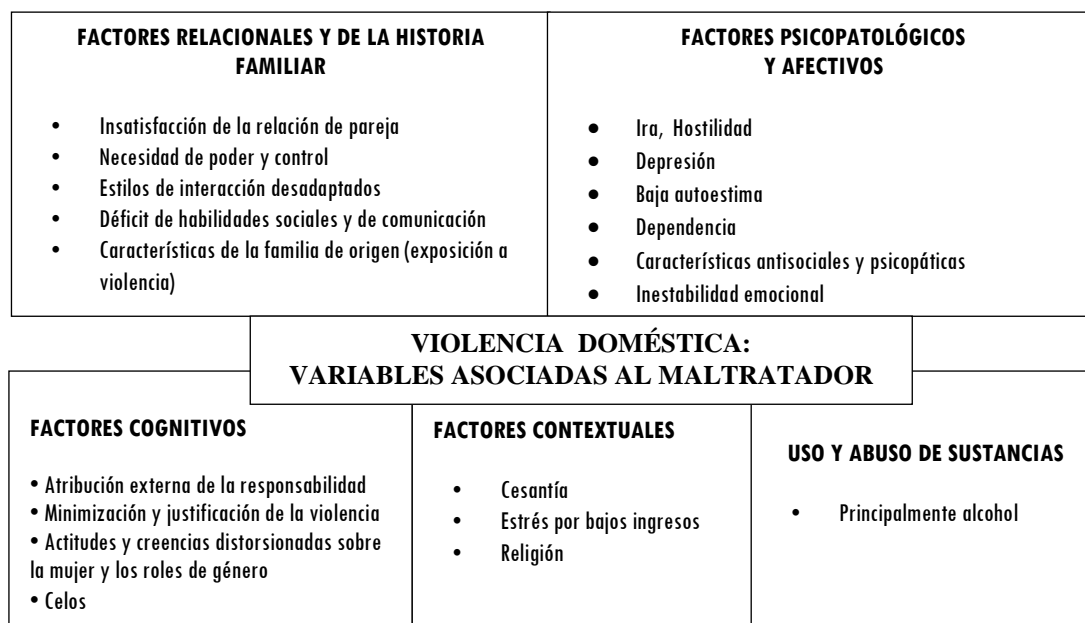 FACTORES RELACIONALES Y DE LA HISTORIA
FAMILIAR
• Insatisfacción de la relación de pareja
• Necesidad de poder y control
• Estilos de interacción desadaptados
• Déficit de habilidades sociales y de comunicación
• Características de la familia de origen (exposición a
violencia)
FACTORES PSICOPATOLÓGICOS
Y AFECTIVOS
• Ira, Hostilidad
• Depresión
• Baja autoestima
• Dependencia
• Características antisociales y psicopáticas
• Inestabilidad emocional
VIOLENCIA DOMÉSTICA:
VARIABLES ASOCIADAS AL MALTRATADOR
FACTORES COGNITIVOS
• Atribución externa de la responsabilidad
• Minimización y justificación de la violencia
• Actitudes y creencias distorsionadas sobre
la mujer y los roles de género
• Celos
FACTORES CONTEXTUALES
• Cesantía
• Estrés por bajos ingresos
• Religión
USO Y ABUSO DE SUSTANCIAS
• Principalmente alcohol